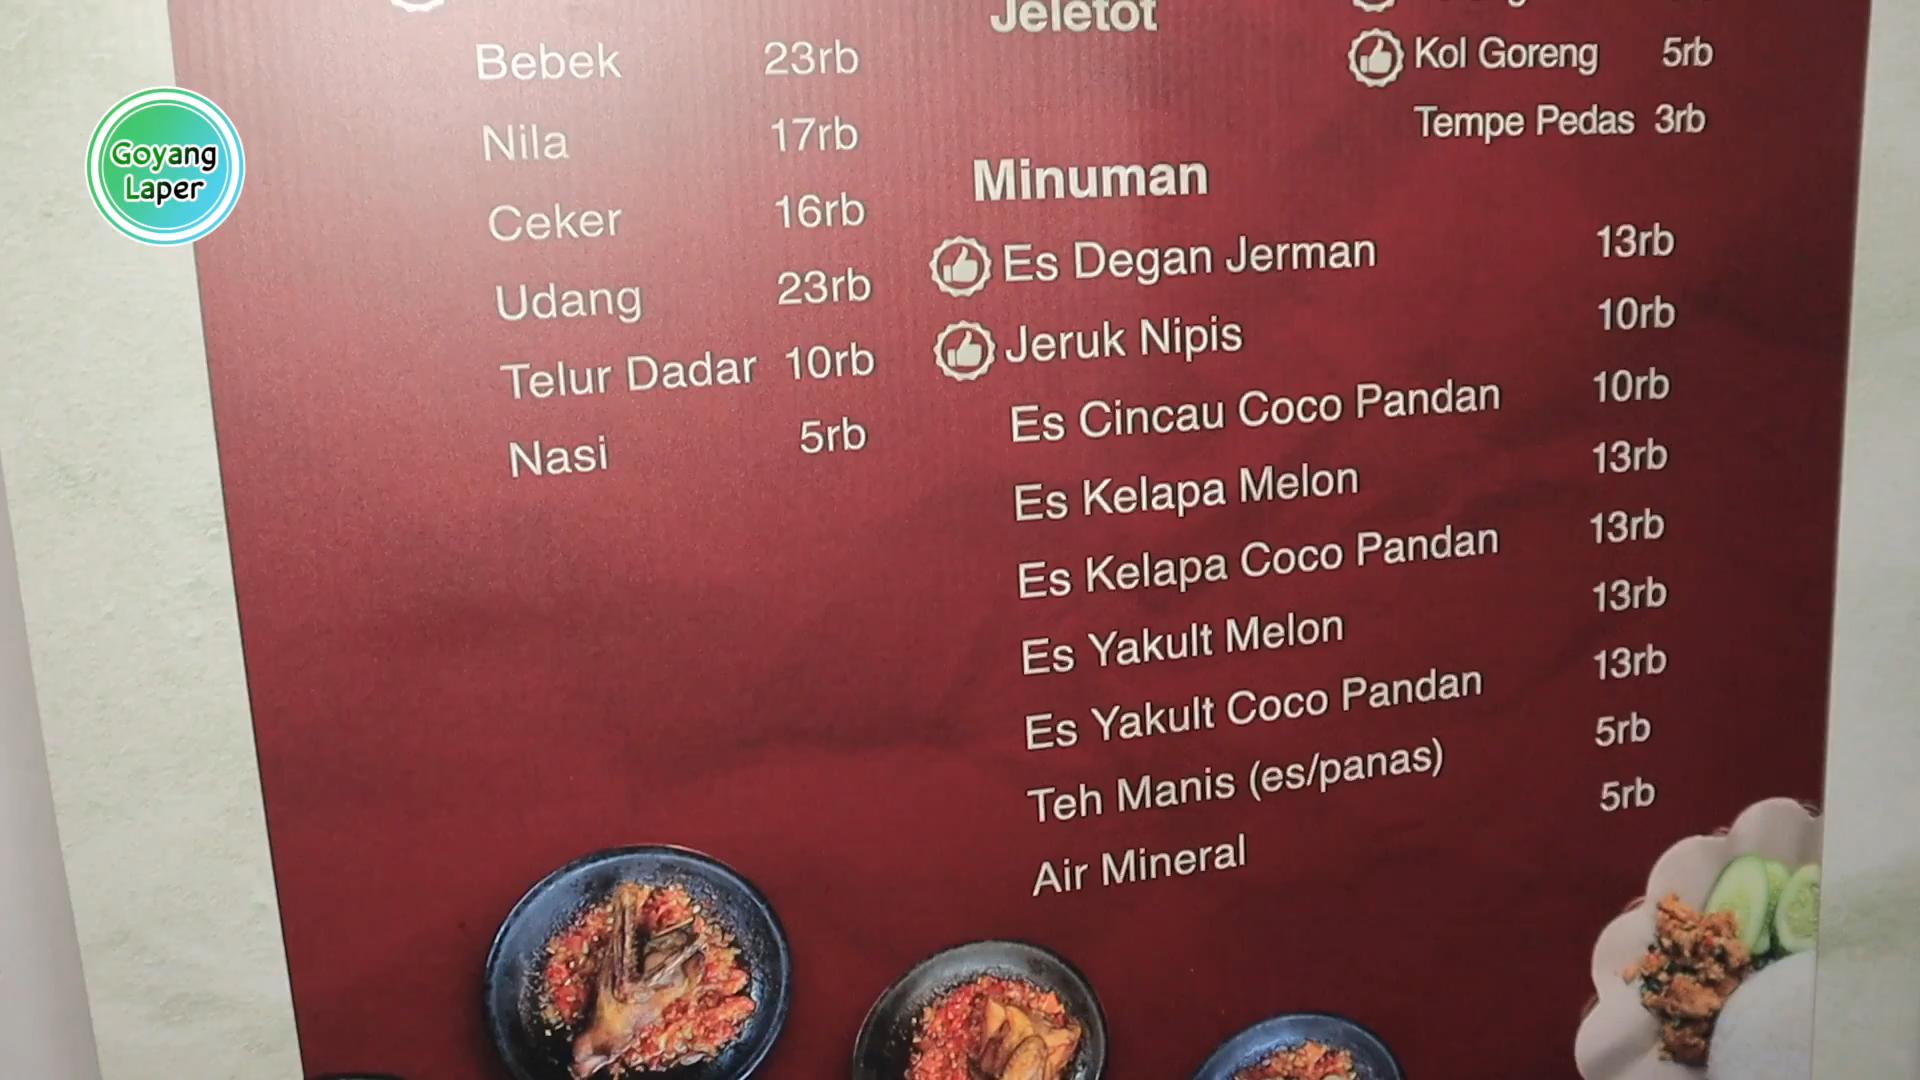 Goyang
Laper
Bebek 23rb
Nila 17rb
Ceker 16rb
Udang 23rb
Telur Dadar 10rb
Nasi 5rb
Jeletot
Kol Goreng 5rb
Tempe Pedas 3rb
Minuman
Es Degan Jerman 13rb
Jeruk Nipis 10rb
Es Cincau Coco Pandan 10rb
Es Kelapa Melon 13rb
Es Kelapa Coco Pandan 13rb
Es Yakult Melon 13rb
Es Yakult Coco Pandan 13rb
Teh Manis (es/panas) 5rb
Air Mineral 5rb